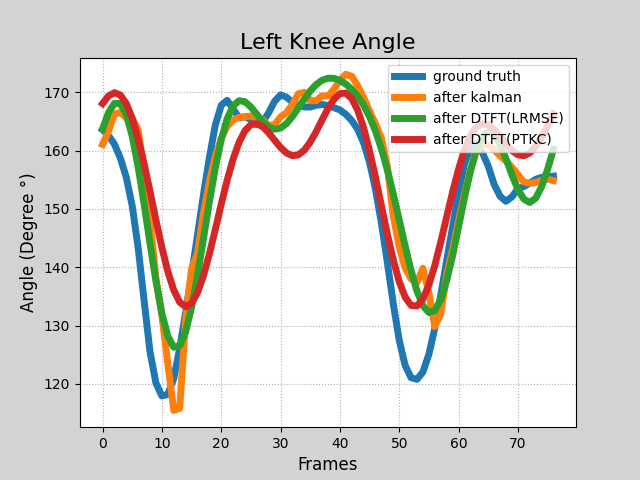 Left Knee Angle
ground truth
after kalman
after DTFT(LRMSE)
after DTFT(PTKC)
Angle (Degree °)
170
160
150
140
130
120
0 10 20 30 40 50 60 70
Frames